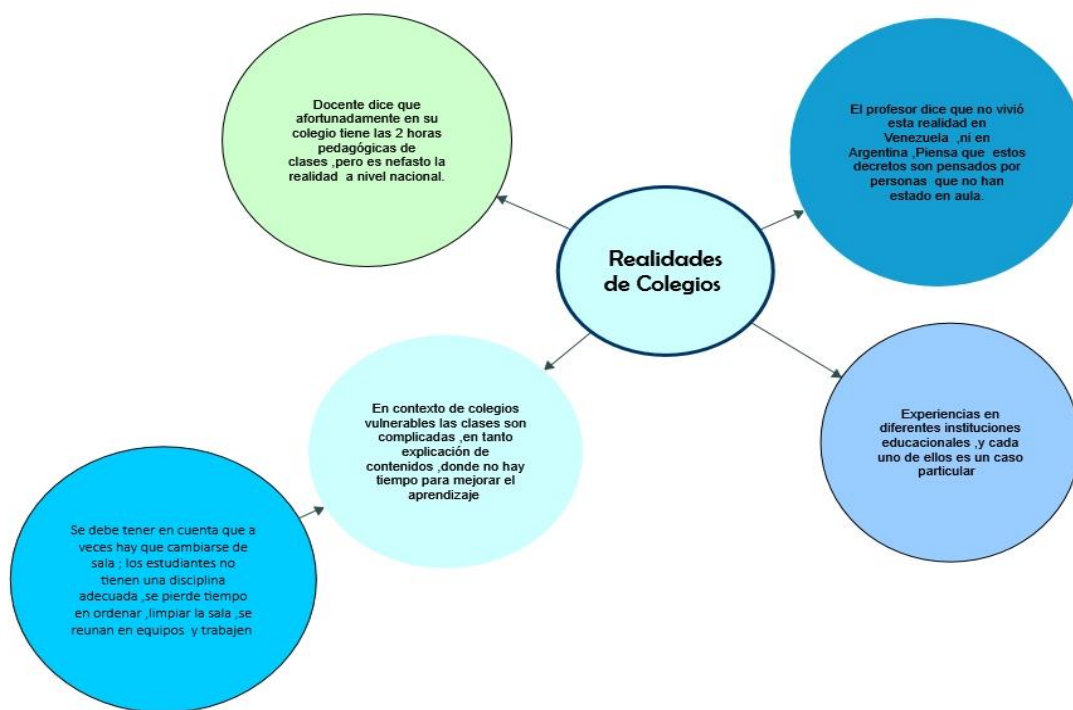 Docente dice que
afortunadamente en su
colegio tiene las 2 horas
pedagógicas de
clases ,pero es nefasto la
realidad a nivel nacional.
El profesor dice que no vivió
esta realidad en
Venezuela ,ni en
Argentina ,Piensa que estos
decretos son pensados por
personas que no han
estado en aula.
Realidades
de Colegios
En contexto de colegios
vulnerables las clases son
complicadas ,en tanto
explicación de
contenidos ,donde no hay
tiempo para mejorar el
aprendizaje
Experiencias en
diferentes instituciones
educacionales ,y cada
uno de ellos es un caso
particular
Se debe tener en cuenta que a
veces hay que cambiarse de
sala ; los estudiantes no
tienen una disciplina
adecuada ,se pierde tiempo
en ordenar ,limpiar la sala ,se
reunan en equipos y trabajen